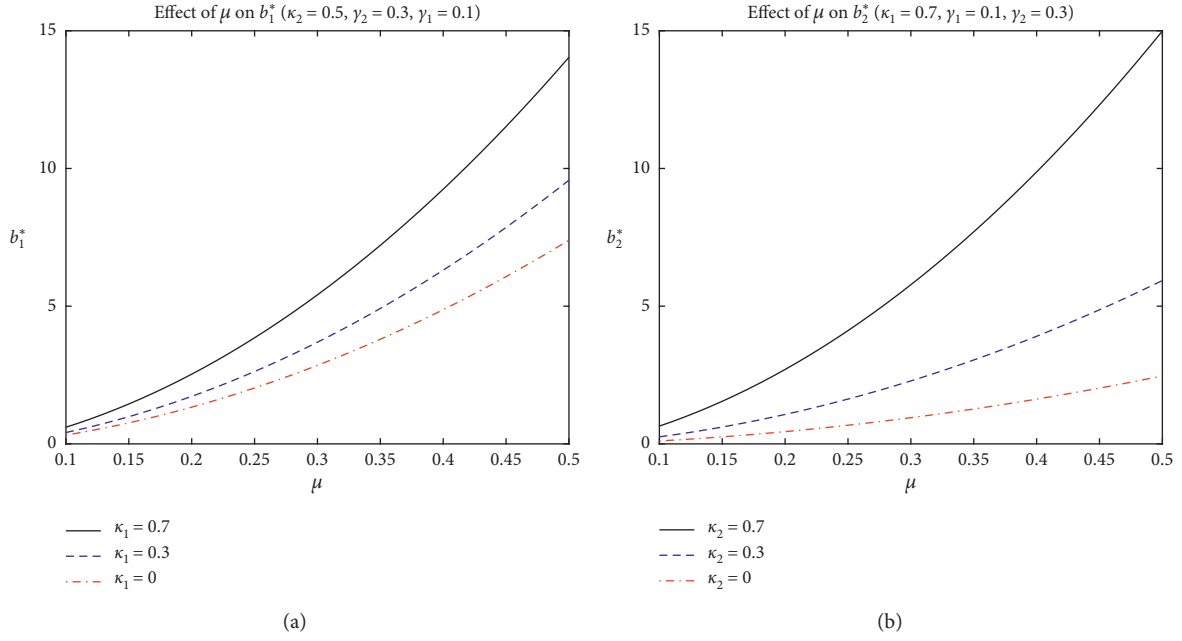 Effect of μ on b₁* (κ₂ = 0.5, γ₂ = 0.3, γ₁ = 0.1)
15
10
b₁*
5
0
0.1 0.15 0.2 0.25 0.3 0.35 0.4 0.45 0.5
μ
κ₁ = 0.7
κ₁ = 0.3
κ₁ = 0
(a)
Effect of μ on b₂* (κ₁ = 0.7, γ₁ = 0.1, γ₂ = 0.3)
15
10
b₂*
5
0
0.1 0.15 0.2 0.25 0.3 0.35 0.4 0.45 0.5
μ
κ₂ = 0.7
κ₂ = 0.3
κ₂ = 0
(b)